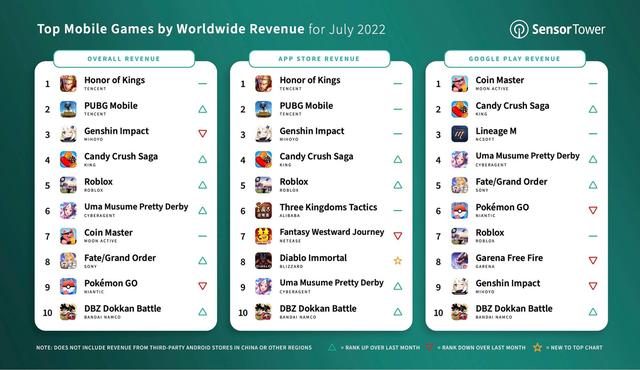 Top Mobile Games by Worldwide Revenue for July 2022
SensorTower
OVERALL REVENUE
1 Honor of Kings
TENCENT
2 PUBG Mobile
TENCENT
3 Genshin Impact
MIHOYO
4 Candy Crush Saga
KING
5 Roblox
ROBLOX
6 Uma Musume Pretty Derby
CYBERAGENT
7 Coin Master
MOON ACTIVE
8 Fate/Grand Order
SONY
9 Pokémon GO
NIANTIC
10 DBZ Dokkan Battle
BANDAI NAMCO
APP STORE REVENUE
1 Honor of Kings
TENCENT
2 PUBG Mobile
TENCENT
3 Genshin Impact
MIHOYO
4 Candy Crush Saga
KING
5 Roblox
ROBLOX
6 Three Kingdoms Tactics
ALIBABA
7 Fantasy Westward Journey
NETEASE
8 Diablo Immortal
BLIZZARD
9 Uma Musume Pretty Derby
CYBERAGENT
10 DBZ Dokkan Battle
BANDAI NAMCO
GOOGLE PLAY REVENUE
1 Coin Master
MOON ACTIVE
2 Candy Crush Saga
KING
3 Lineage M
NCSOFT
4 Uma Musume Pretty Derby
CYBERAGENT
5 Fate/Grand Order
SONY
6 Pokémon GO
NIANTIC
7 Roblox
ROBLOX
8 Garena Free Fire
GARENA
9 Genshin Impact
MIHOYO
10 DBZ Dokkan Battle
BANDAI NAMCO
NOTE: DOES NOT INCLUDE REVENUE FROM THIRD-PARTY ANDROID STORES IN CHINA OR OTHER REGIONS
= RANK UP OVER LAST MONTH
= RANK DOWN OVER LAST MONTH
= NEW TO TOP CHART